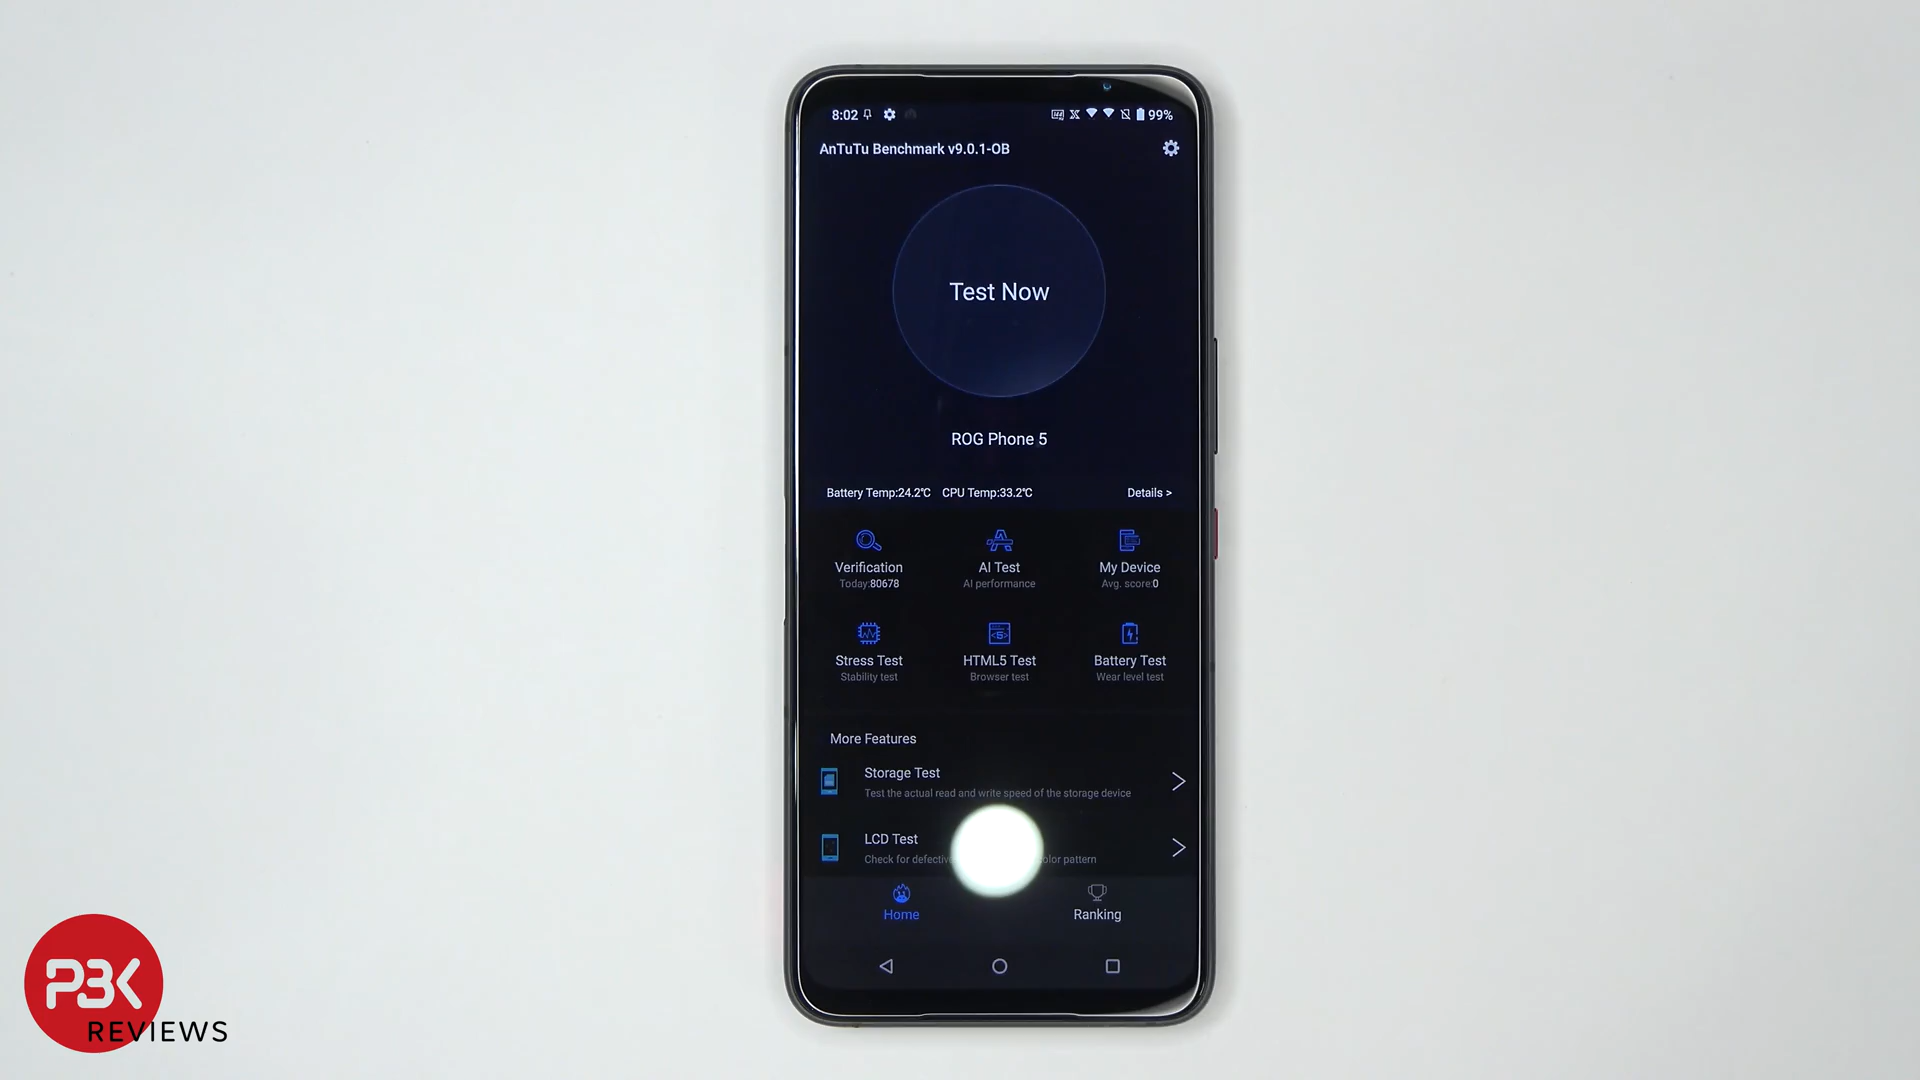 8:02
99%
AnTuTu Benchmark v9.0.1-OB
Test Now
ROG Phone 5
Battery Temp:24.2℃ CPU Temp:33.2℃ Details >
Verification AI Test My Device
Today:80678 AI performance Avg. score:0
Stress Test HTML5 Test Battery Test
Stability test Browser test Wear level test
More Features
Storage Test
Test the actual read and write speed of the storage device
LCD Test
Check for defective color pattern
Home Ranking
P3K
REVIEWS